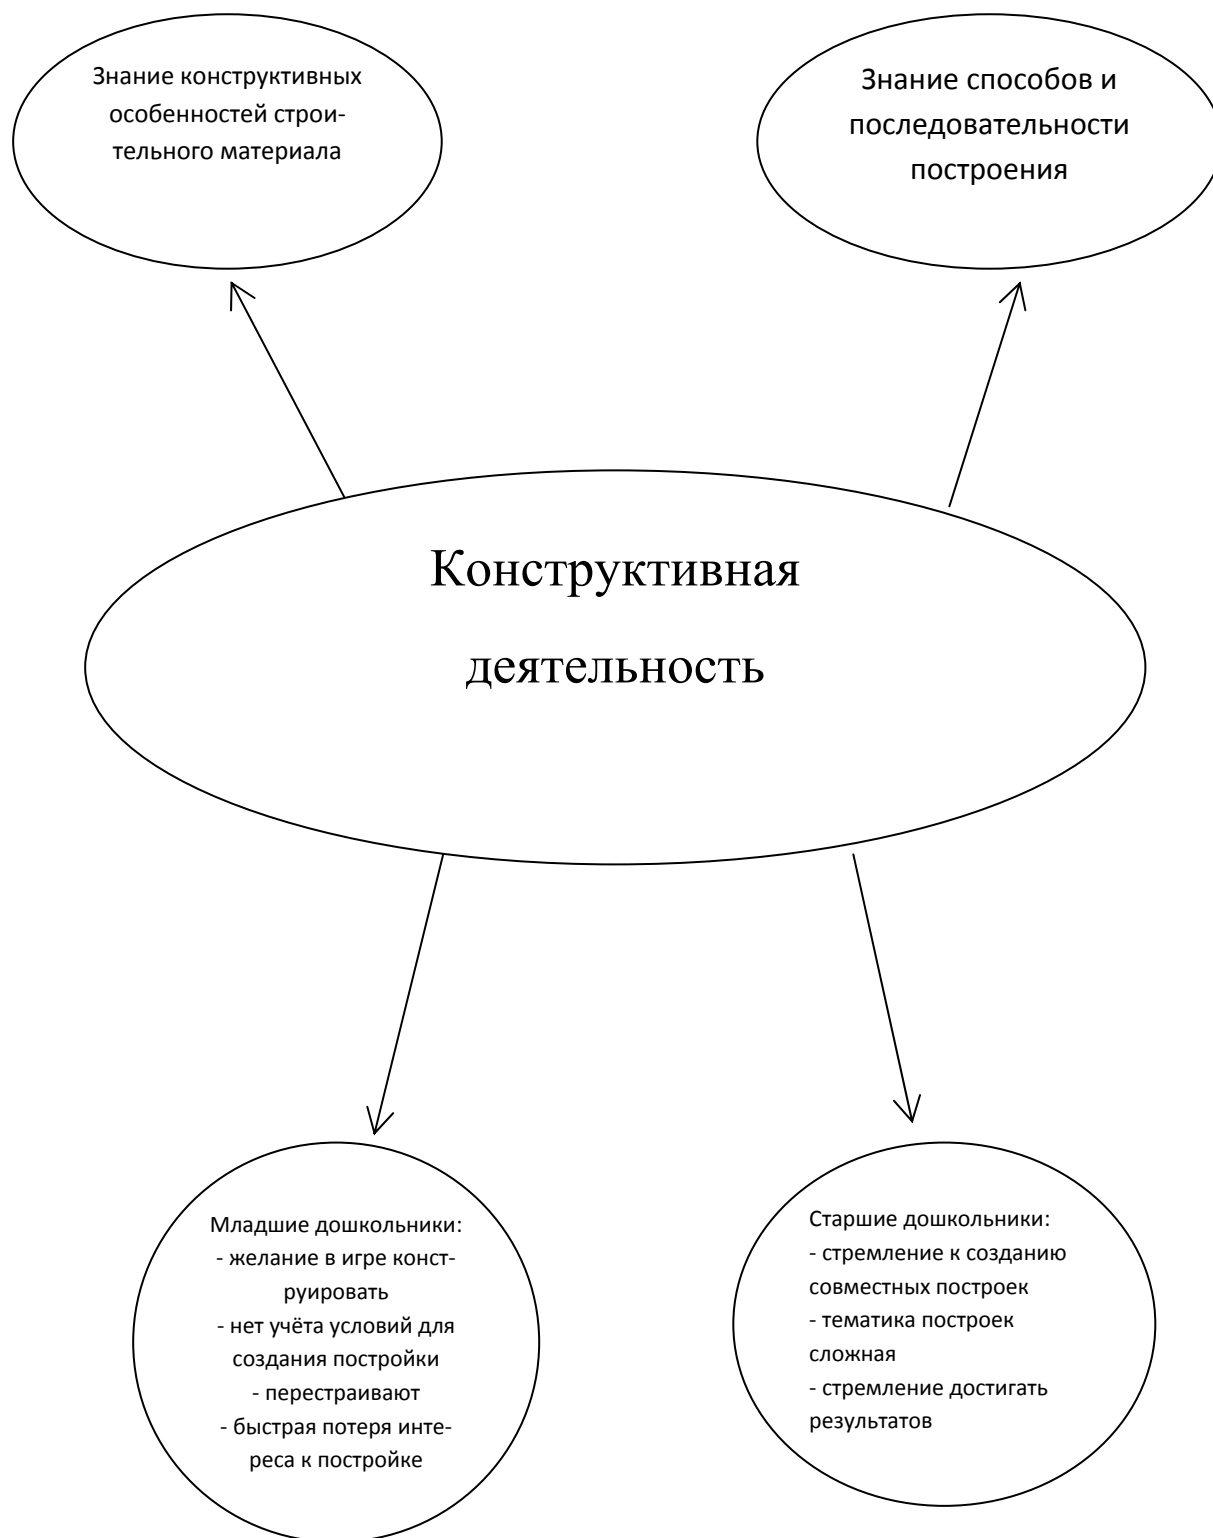 Знание конструктивных
особенностей строи-
тельного материала
Знание способов и
последовательности
построения
Конструктивная
деятельность
Младшие дошкольники:
- желание в игре конст-
руировать
- нет учёта условий для
создания постройки
- перестраивают
- быстрая потеря инте-
реса к постройке
Старшие дошкольники:
- стремление к созданию
совместных построек
- тематика построек
сложная
- стремление достигать
результатов